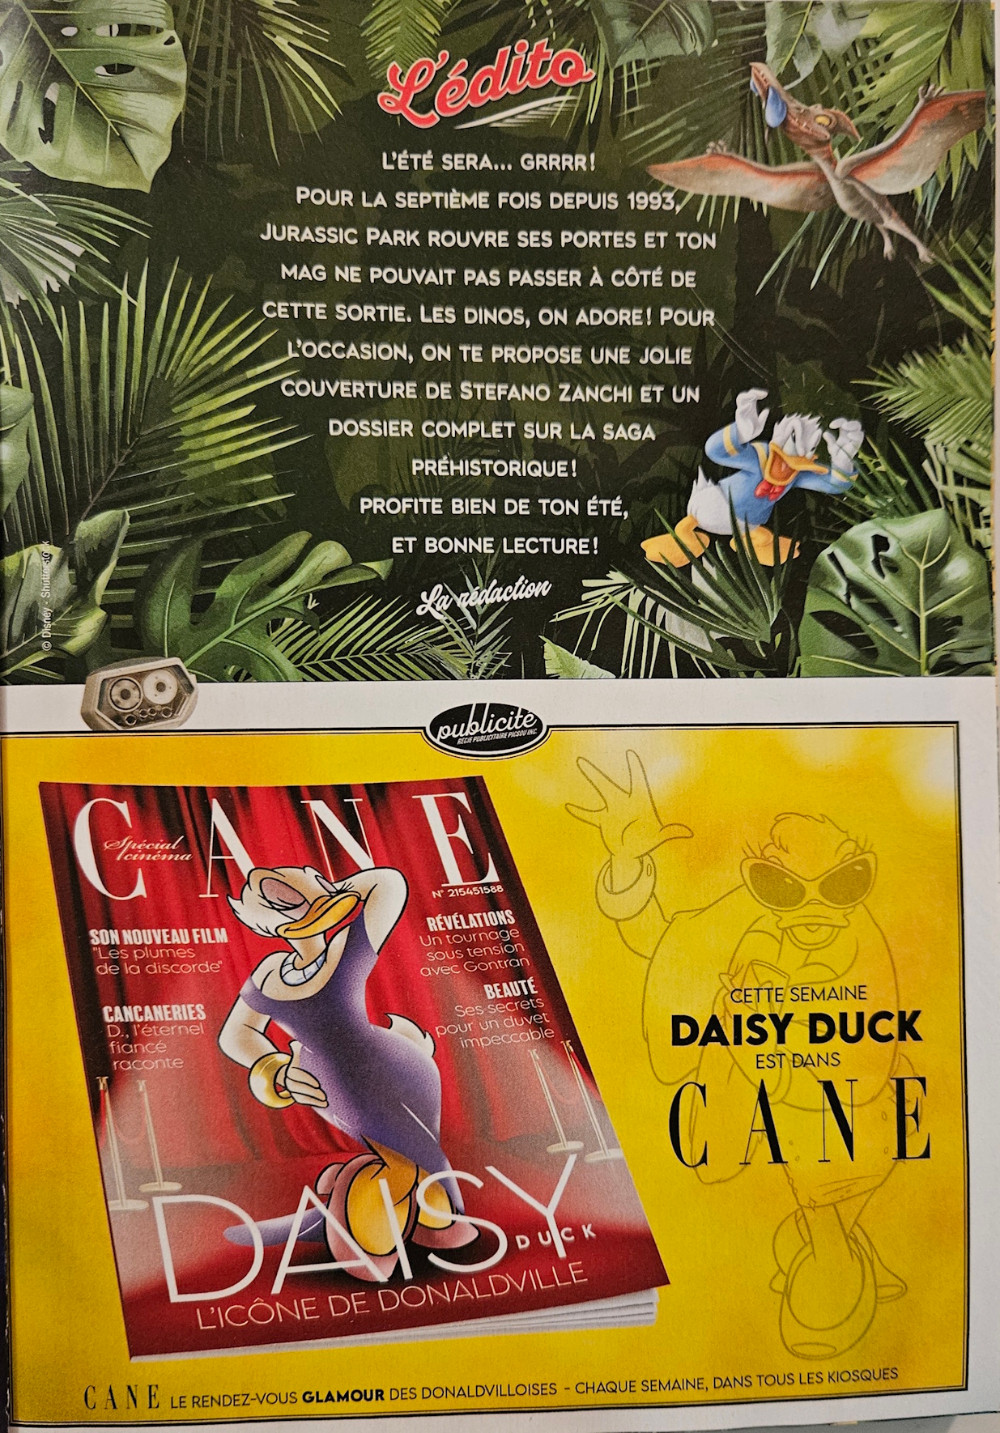 L'édito
L'ÉTÉ SERA... GRRRR!
POUR LA SEPTIÈME FOIS DEPUIS 1993,
JURASSIC PARK ROUVRE SES PORTES ET TON
MAG NE POUVAIT PAS PASSER À CÔTÉ DE
CETTE SORTIE. LES DINOS, ON ADORE! POUR
L'OCCASION, ON TE PROPOSE UNE JOLIE
COUVERTURE DE STEFANO ZANCHI ET UN
DOSSIER COMPLET SUR LA SAGA
PRÉHISTORIQUE!
PROFITE BIEN DE TON ÉTÉ,
ET BONNE LECTURE!
La rédaction
© Disney - Shutterstock
publicité
RÉGIE PUBLICITAIRE PICSOU INC.
CANE
Spécial
cinéma
N° 215451588
SON NOUVEAU FILM
"Les plumes
de la discorde"
CANCANERIES
D., l'éternel
fiancé
raconte
RÉVÉLATIONS
Un tournage
sous tension
avec Gontran
BEAUTÉ
Ses secrets
pour un duvet
impeccable
DAISY
DUCK
L'ICÔNE DE DONALDVILLE
CETTE SEMAINE
DAISY DUCK
EST DANS
CANE
CANE LE RENDEZ-VOUS GLAMOUR DES DONALDVILLOISES - CHAQUE SEMAINE, DANS TOUS LES KIOSQUES